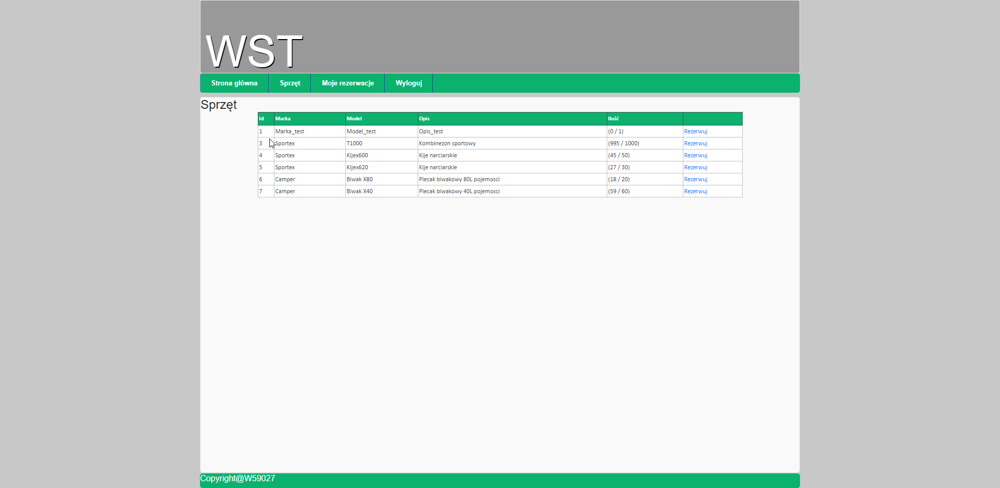 WST
Strona główna Sprzęt Moje rezerwacje Wyloguj
Sprzęt
Id Marka Model Opis Ilość
1 Marka_test Model_test Opis_test (0 / 1) Rezerwuj
3 Sportex T1000 Kombinezon sportowy (995 / 1000) Rezerwuj
4 Sportex Kijex600 Kije narciarskie (45 / 50) Rezerwuj
5 Sportex Kijex620 Kije narciarskie (27 / 30) Rezerwuj
6 Camper Biwak X80 Plecak biwakowy 80L pojemosci (18 / 20) Rezerwuj
7 Camper Biwak X40 Plecak biwakowy 40L pojemosci (59 / 60) Rezerwuj
Copyright@W59027